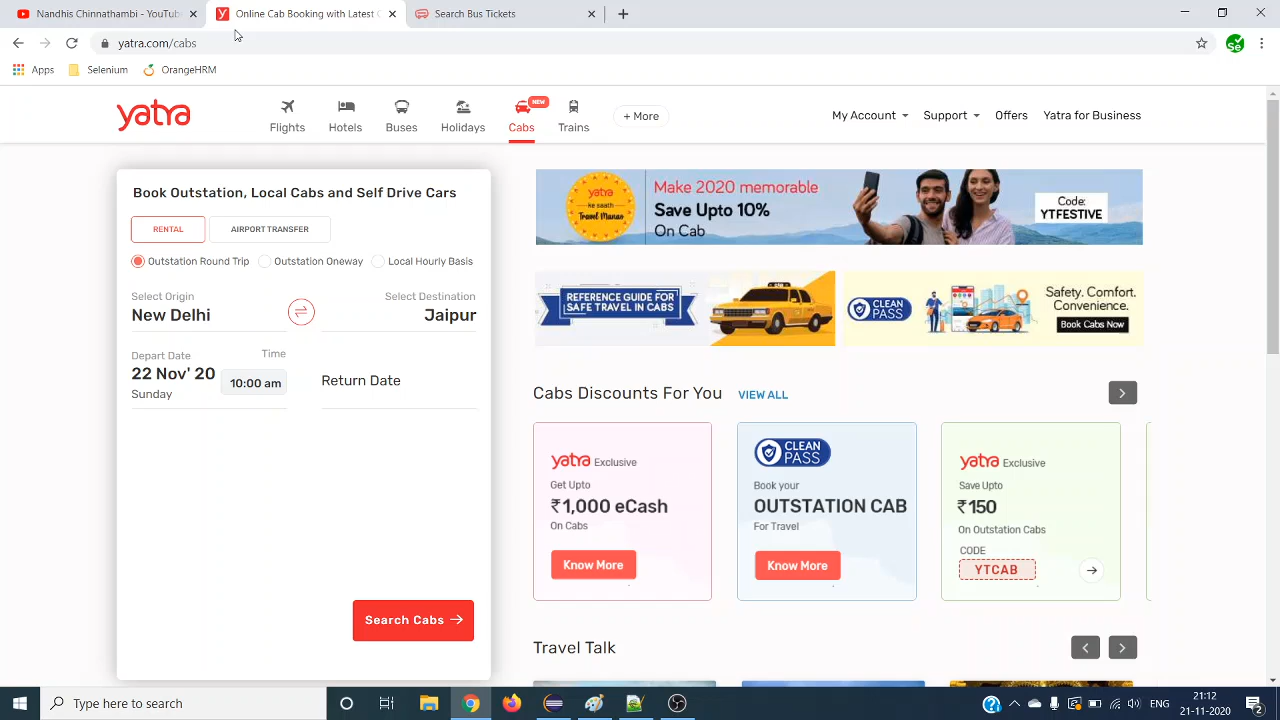 Nandhis Chinnathambi - YouTub
Online Cab Booking with Latest C
Search Bus Tickets
yatra.com/cabs
Se
Apps
Selenium
OrangeHRM
yatra
Flights
Hotels
Buses
Holidays
NEW
Cabs
Trains
+ More
My Account
Support
Offers
Yatra for Business
Book Outstation, Local Cabs and Self Drive Cars
RENTAL
AIRPORT TRANSFER
Outstation Round Trip
Outstation Oneway
Local Hourly Basis
Select Origin
New Delhi
Select Destination
Jaipur
Depart Date
22 Nov' 20
Sunday
Time
10:00 am
Return Date
Search Cabs
yatra
ke saath
Travel Manao
Make 2020 memorable
Save Upto 10%
On Cab
Code:
YTFESTIVE
REFERENCE GUIDE FOR
SAFE TRAVEL IN CABS
CLEAN
PASS
Safety. Comfort.
Convenience.
Book Cabs Now
Cabs Discounts For You
VIEW ALL
yatra Exclusive
Get Upto
₹1,000 eCash
On Cabs
Know More
CLEAN
PASS
Book your
OUTSTATION CAB
For Travel
Know More
yatra Exclusive
Save Upto
₹150
On Outstation Cabs
CODE
YTCAB
Travel Talk
Type here to search
21:12
21-11-2020
2